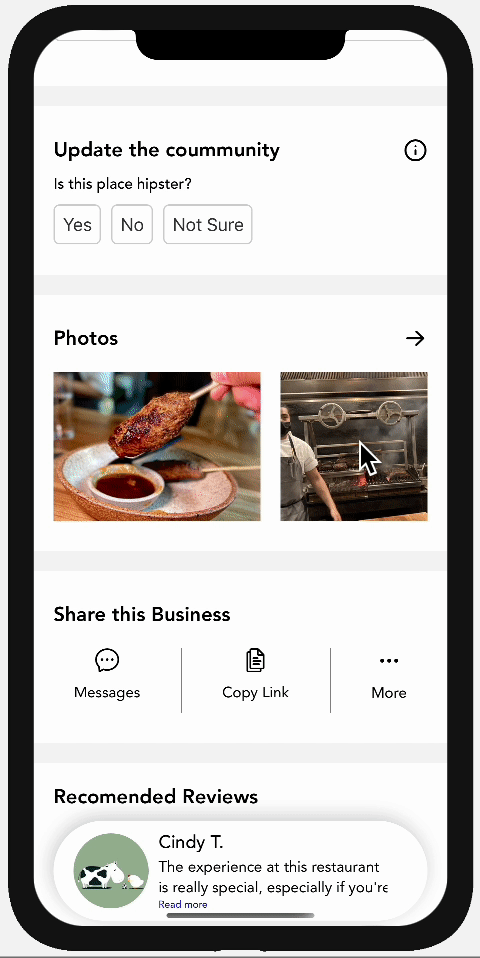 Update the coummunity
Is this place hipster?
Yes No Not Sure
Photos
Share this Business
Messages Copy Link More
Recomended Reviews
Cindy T.
The experience at this restaurant
is really special, especially if you're
Read more